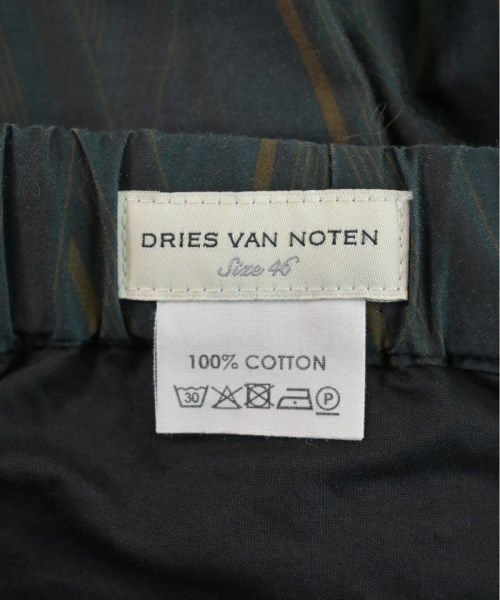 DRIES VAN NOTEN
Size 46
100% COTTON
30 P